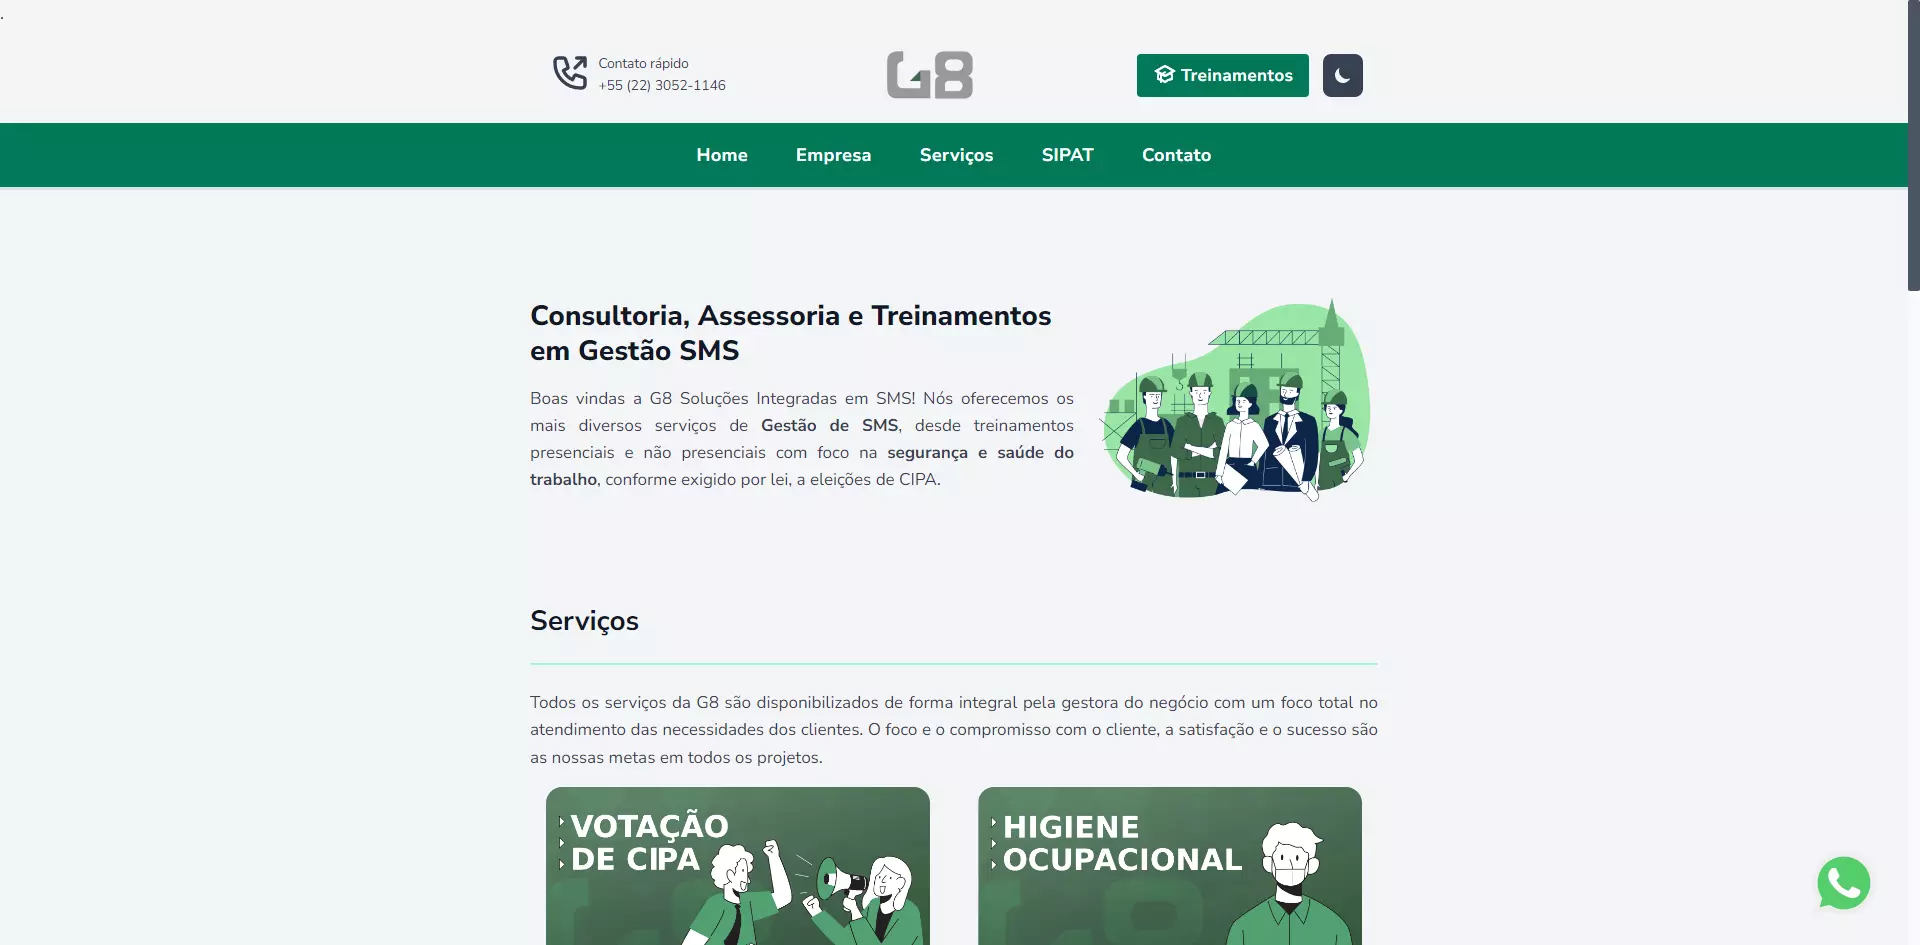 .
Contato rápido
+55 (22) 3052-1146
G8
Treinamentos
Home Empresa Serviços SIPAT Contato
Consultoria, Assessoria e Treinamentos
em Gestão SMS
Boas vindas a G8 Soluções Integradas em SMS! Nós oferecemos os
mais diversos serviços de Gestão de SMS, desde treinamentos
presenciais e não presenciais com foco na segurança e saúde do
trabalho, conforme exigido por lei, a eleições de CIPA.
Serviços
Todos os serviços da G8 são disponibilizados de forma integral pela gestora do negócio com um foco total no
atendimento das necessidades dos clientes. O foco e o compromisso com o cliente, a satisfação e o sucesso são
as nossas metas em todos os projetos.
VOTAÇÃO
DE CIPA
HIGIENE
OCUPACIONAL